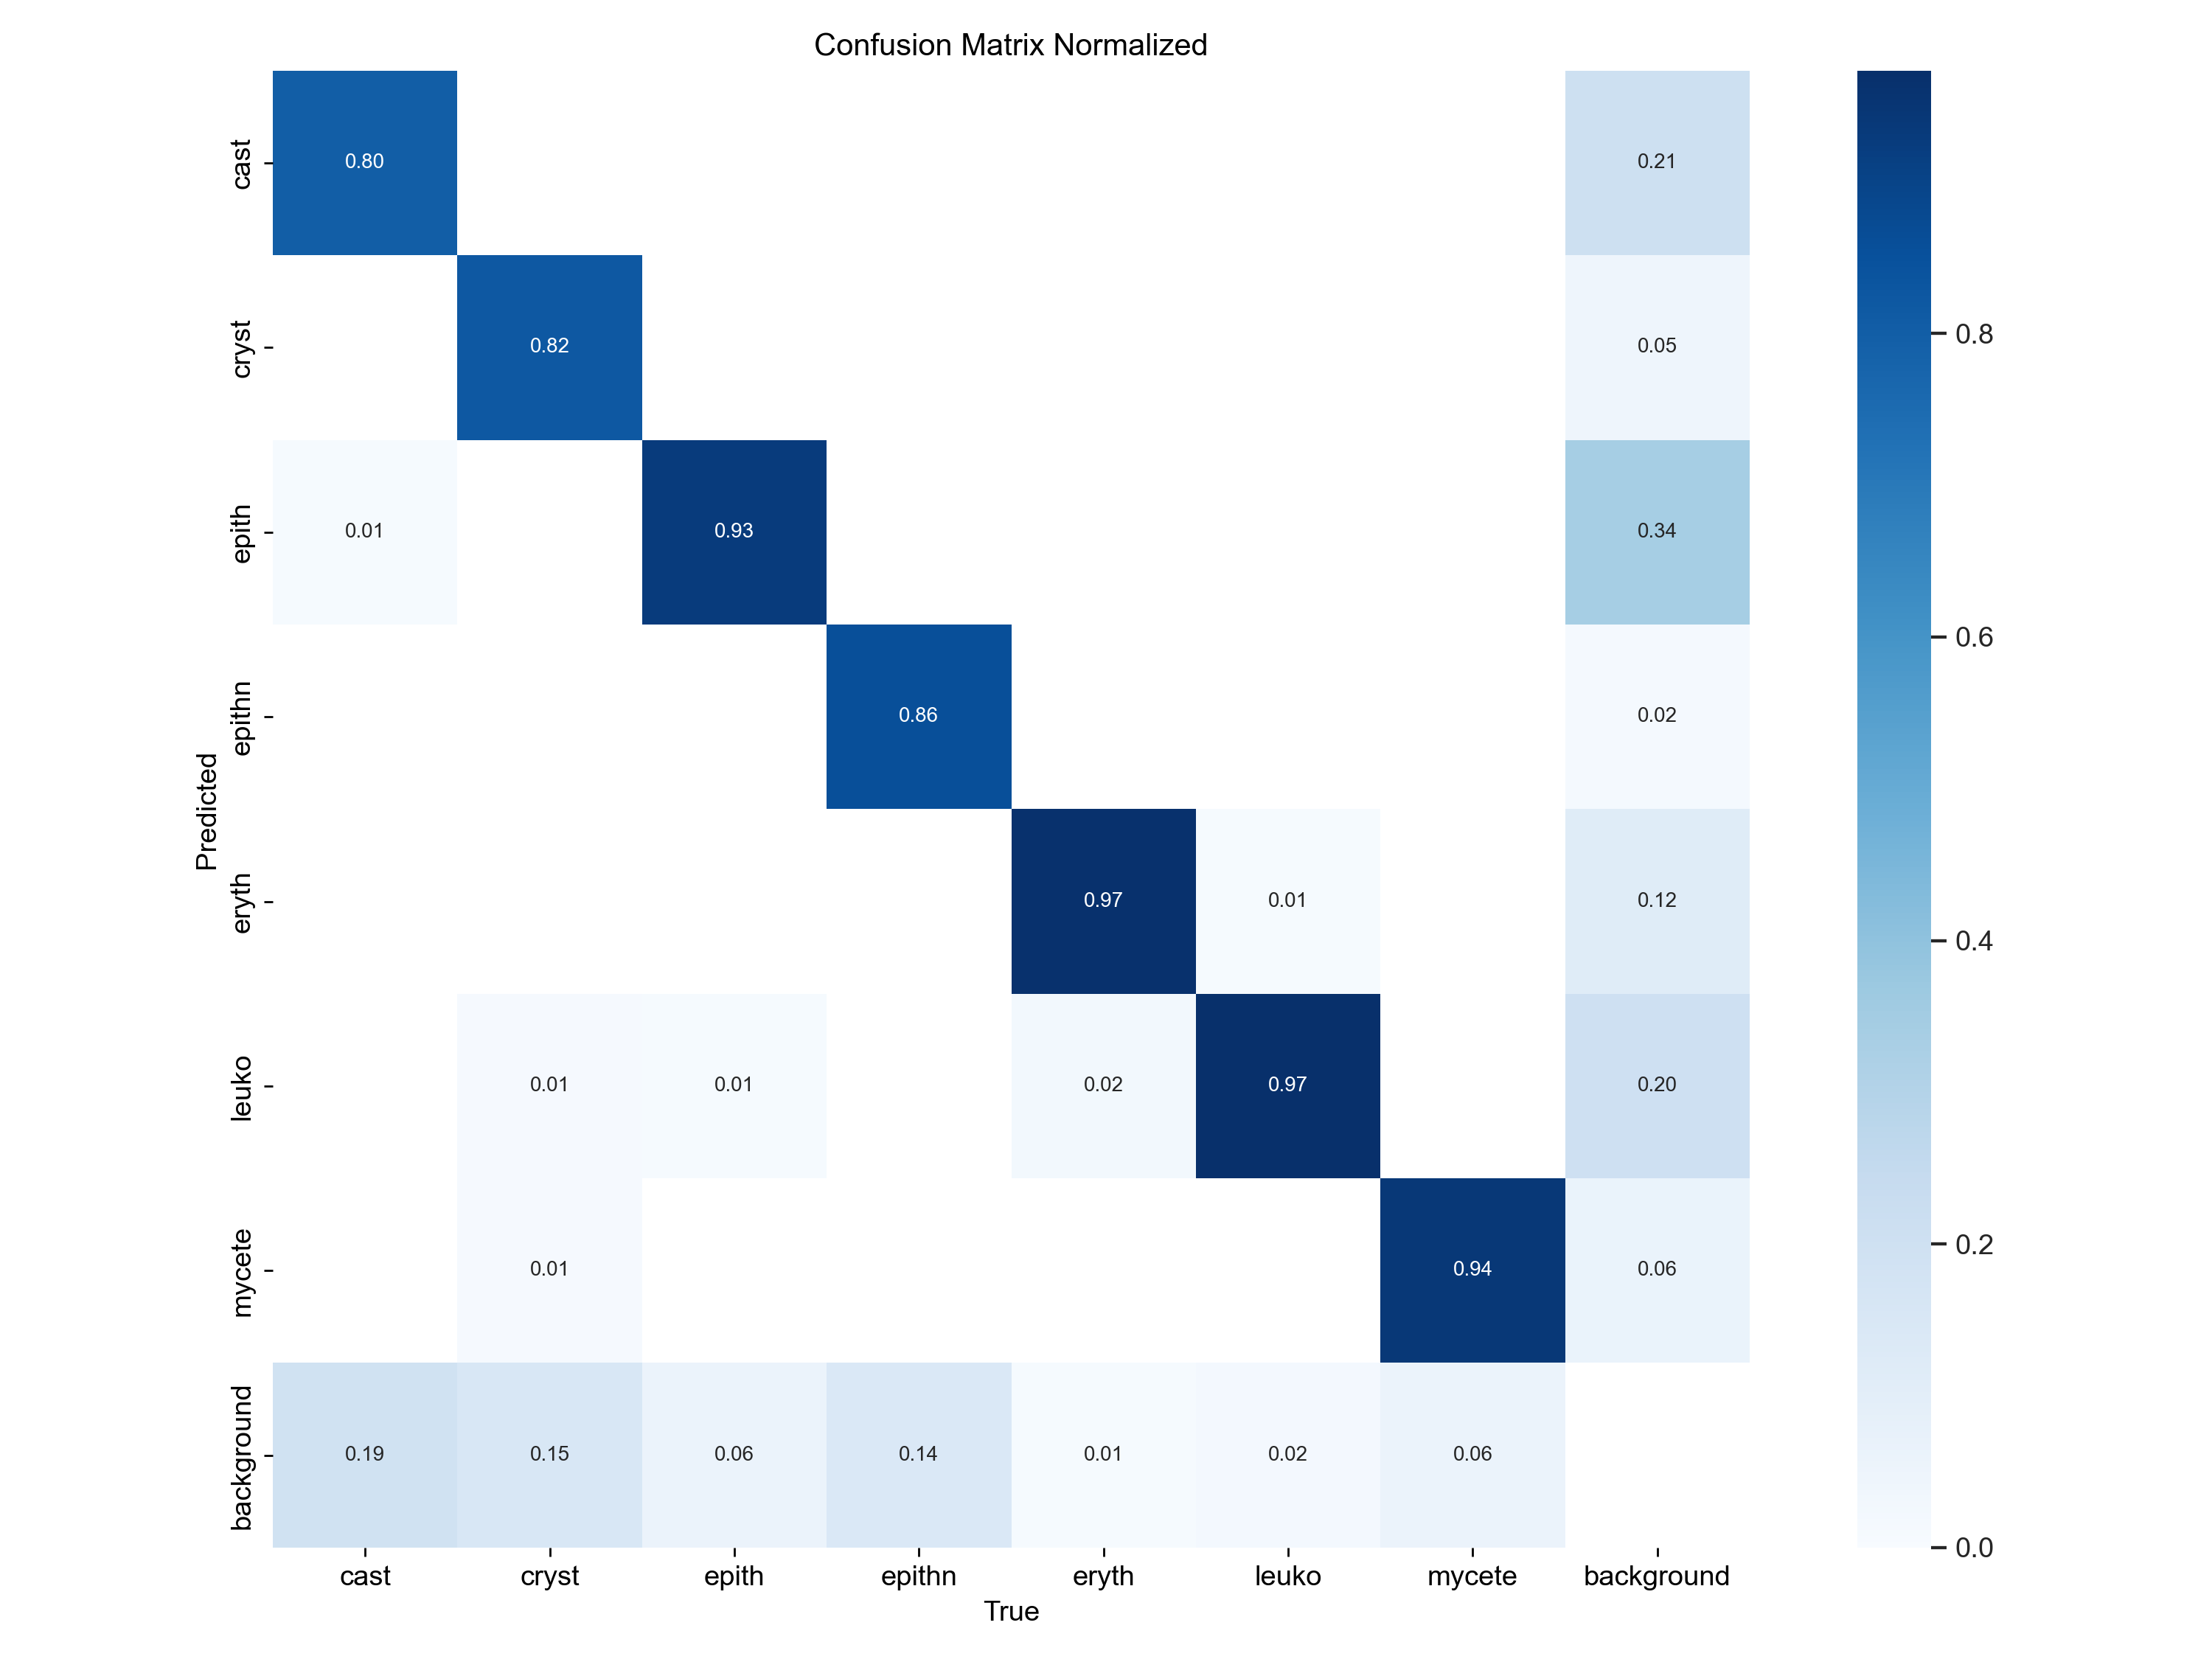 Confusion Matrix Normalized
cast 0.80 0.21
cryst 0.82 0.05 0.8
epith 0.01 0.93 0.34
0.6
epithn 0.86 0.02
Predicted
eryth 0.97 0.01 0.12 0.4
leuko 0.01 0.01 0.02 0.97 0.20
mycete 0.01 0.94 0.06 0.2
background 0.19 0.15 0.06 0.14 0.01 0.02 0.06
0.0
cast cryst epith epithn eryth leuko mycete background
True